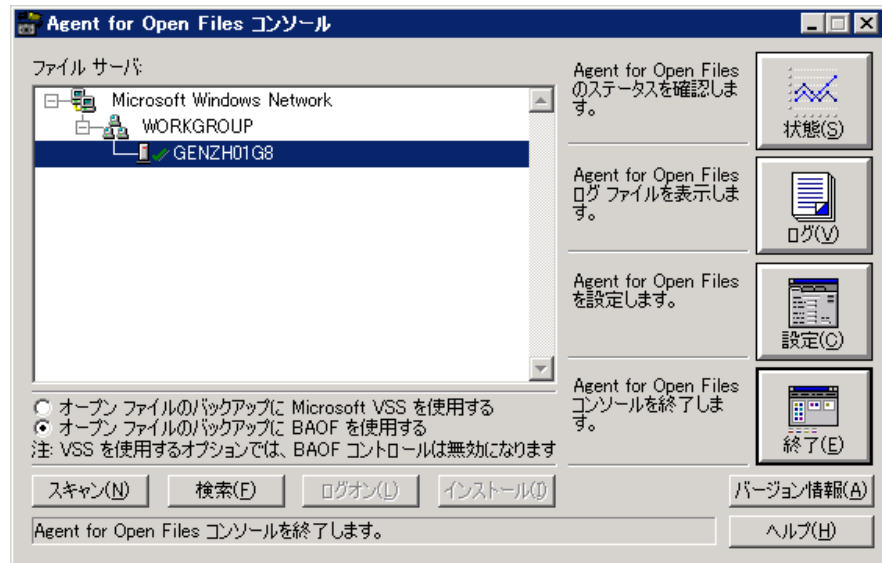 Agent for Open Files コンソール
ファイル サーバ:
Microsoft Windows Network
WORKGROUP
GENZH01G8
オープン ファイルのバックアップに Microsoft VSS を使用する
オープン ファイルのバックアップに BAOF を使用する
注: VSS を使用するオプションでは、BAOF コントロールは無効になります
Agent for Open Files
のステータスを確認しま
す。
状態(S)
Agent for Open Files
ログ ファイルを表示しま
す。
ログ(V)
Agent for Open Files
を設定します。
設定(C)
Agent for Open Files
コンソールを終了しま
す。
終了(E)
スキャン(N)
検索(F)
ログオン(L)
インストール(I)
バージョン情報(A)
Agent for Open Files コンソールを終了します。
ヘルプ(H)